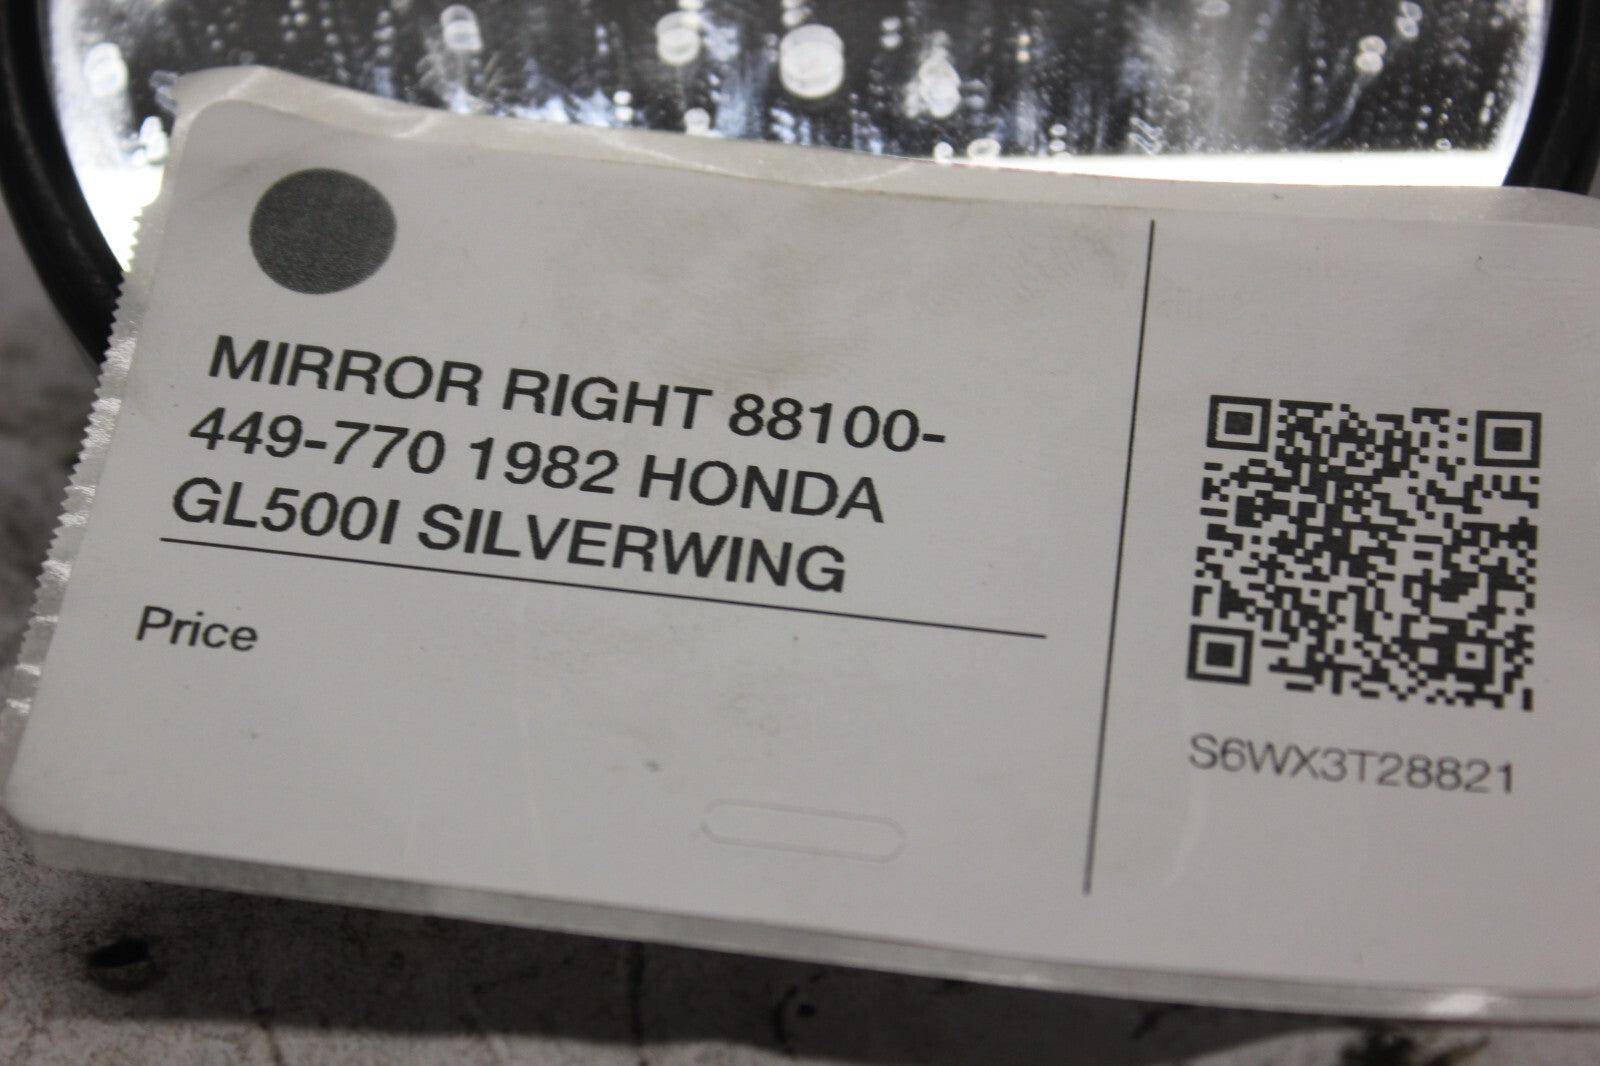 MIRROR RIGHT 88100-
449-770 1982 HONDA
GL500I SILVERWING
Price
S6WX3T28821